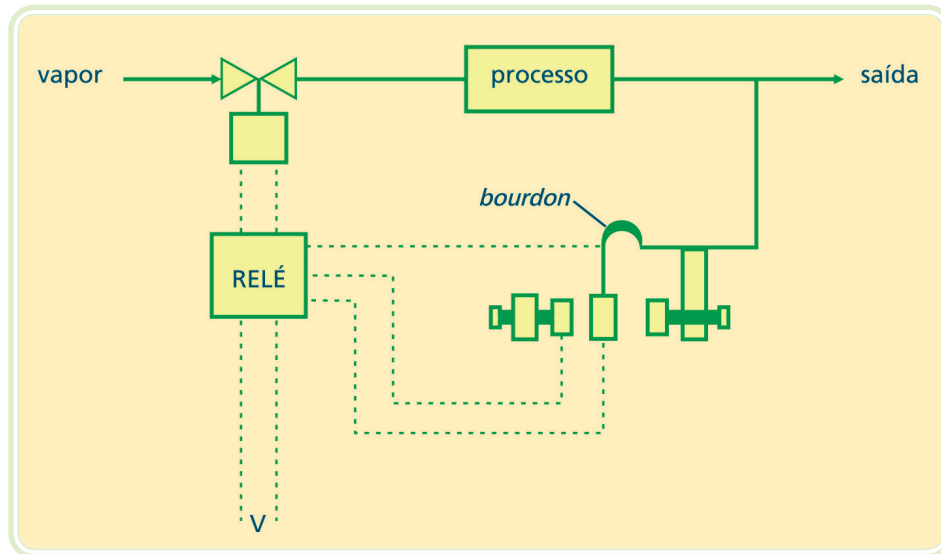 vapor
processo
saída
bourdon
RELÉ
V